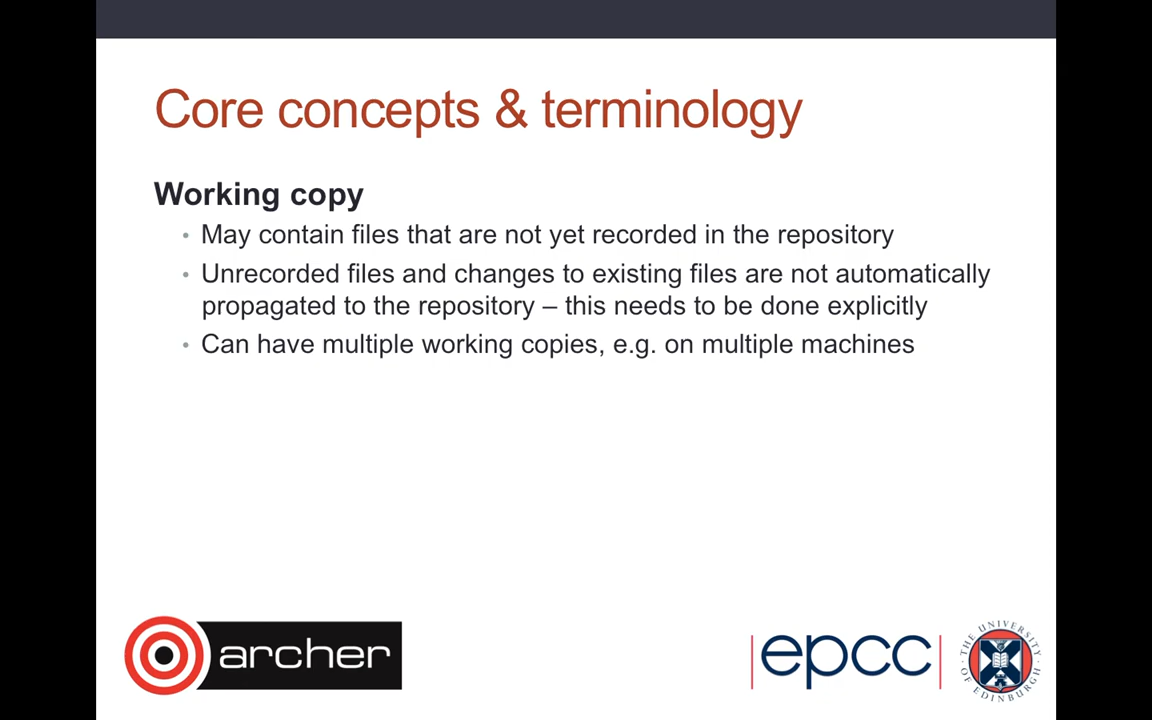 Core concepts & terminology
Working copy
• May contain files that are not yet recorded in the repository
• Unrecorded files and changes to existing files are not automatically
propagated to the repository – this needs to be done explicitly
• Can have multiple working copies, e.g. on multiple machines
archer
epcc
THE UNIVERSITY OF EDINBURGH